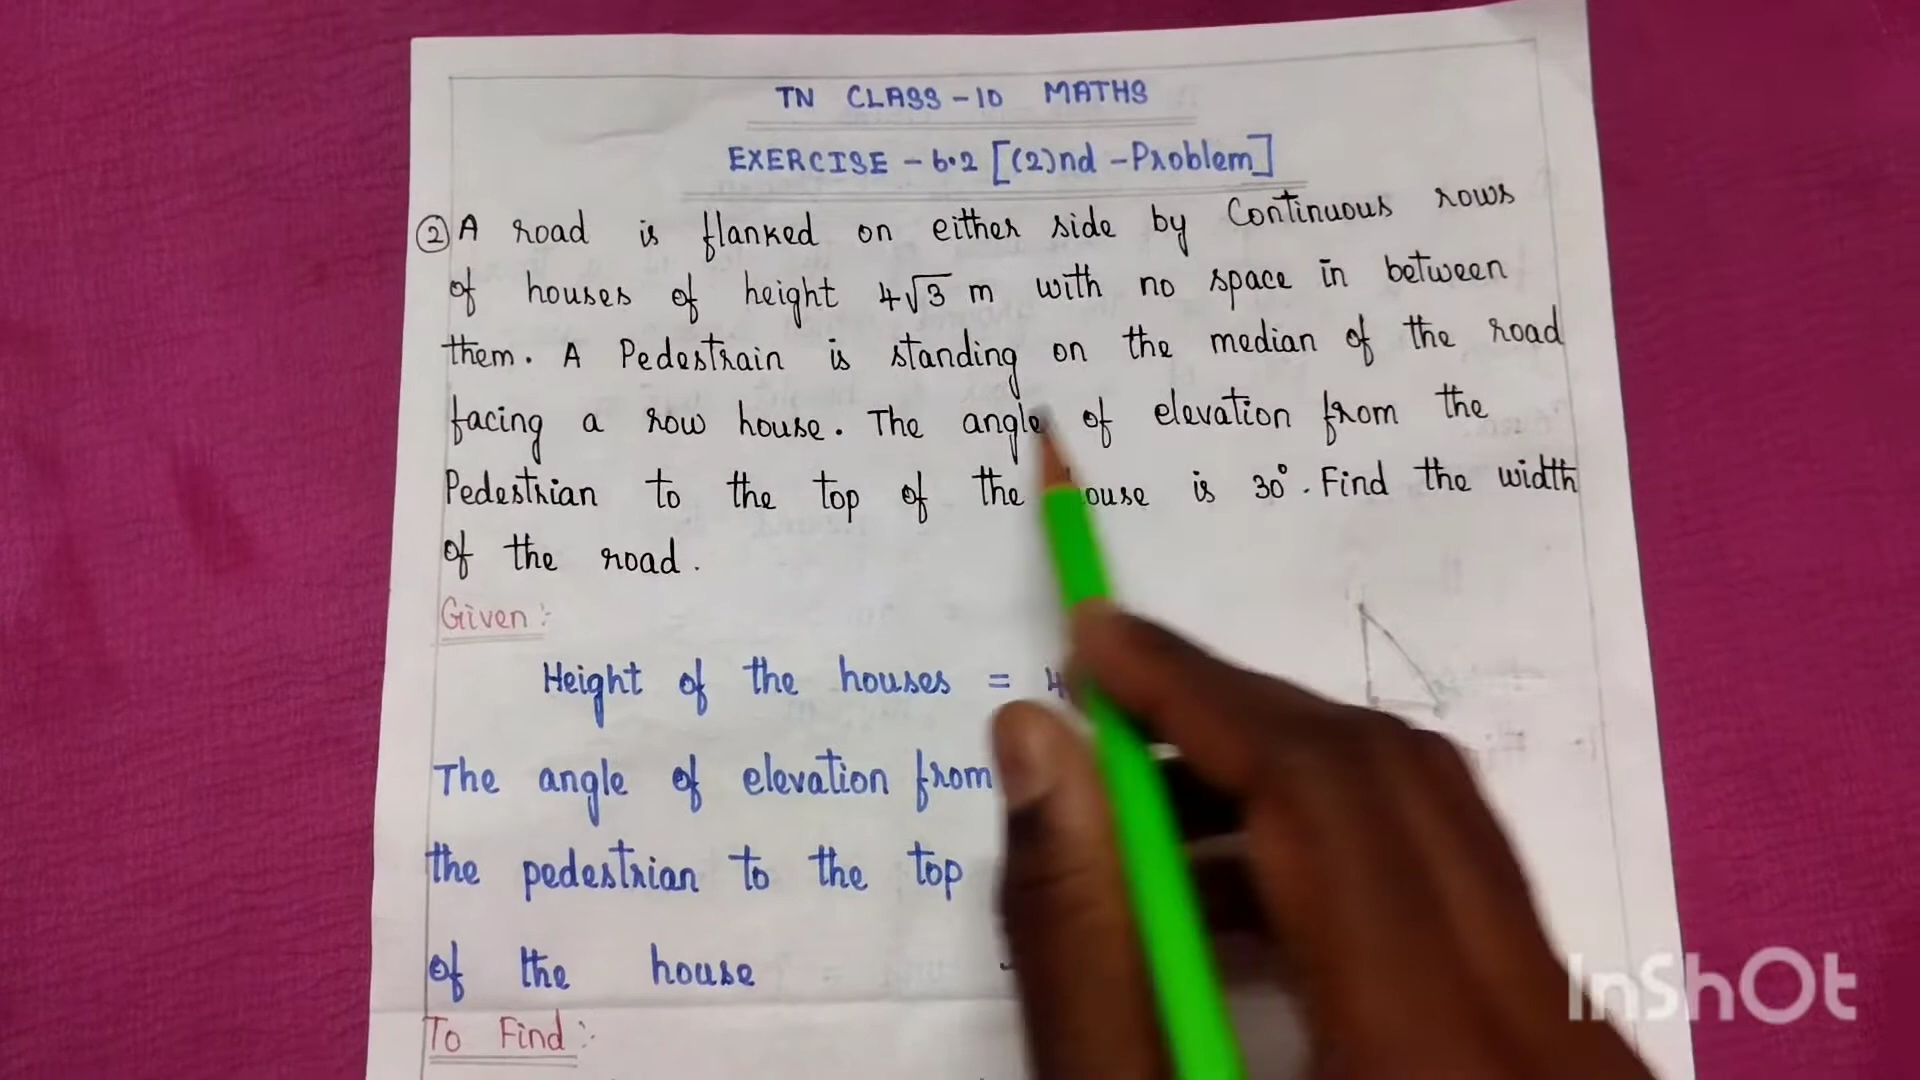 TN CLASS-10 MATHS
EXERCISE - 6.2 [(2)nd - Problem]
② A road is flanked on either side by Continuous rows
of houses of height 4√3 m with no space in between
them. A Pedestrain is standing on the median of the road
facing a row house. The angle of elevation from the
Pedestrian to the top of the house is 30°. Find the width
of the road.
Given:
Height of the houses = 4
The angle of elevation from
the pedestrian to the top
of the house
To Find:
InShOt